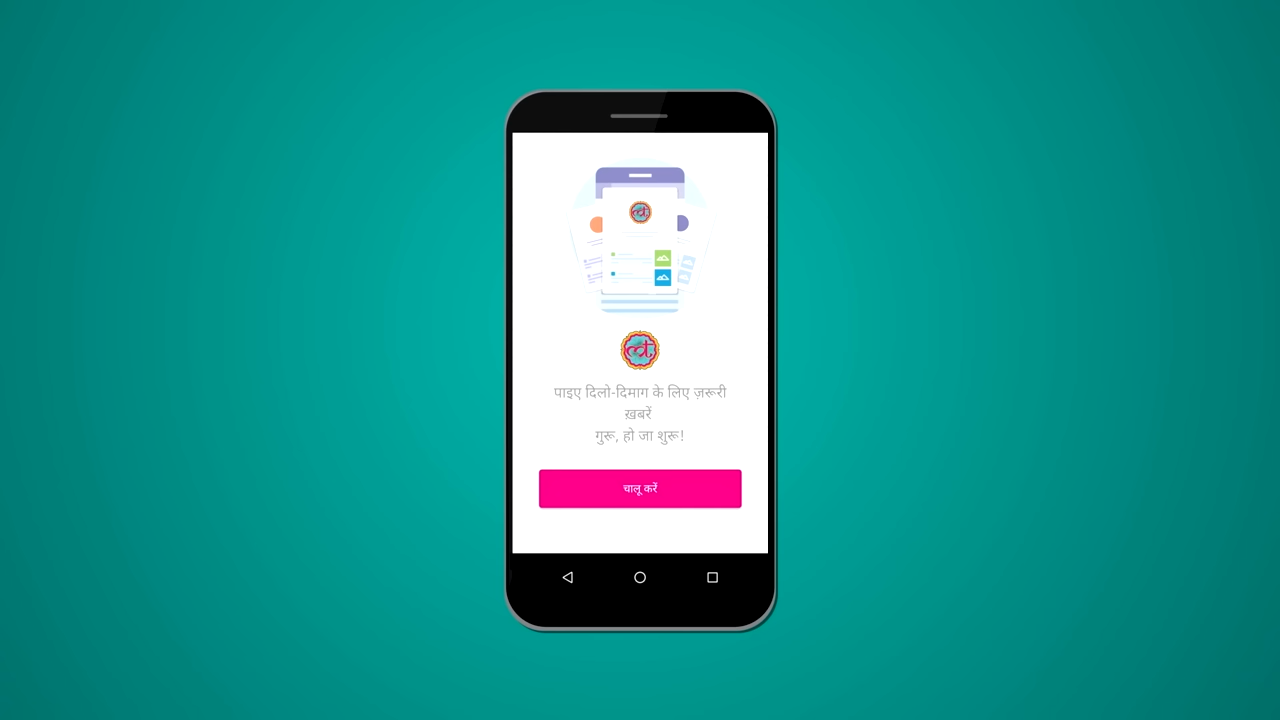 पाइए दिलो-दिमाग के लिए ज़रूरी
ख़बरें
गुरू, हो जा शुरू!
चालू करें